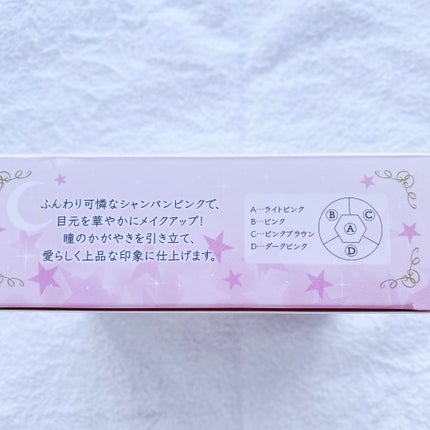 ふんわり可憐なシャンパンピンクで、
目元を華やかにメイクアップ!
瞳のかがやきを引き立て、
愛らしく上品な印象に仕上げます。
A…ライトピンク
B…ピンク
C…ピンクブラウン
D…ダークピンク
B
C
A
D